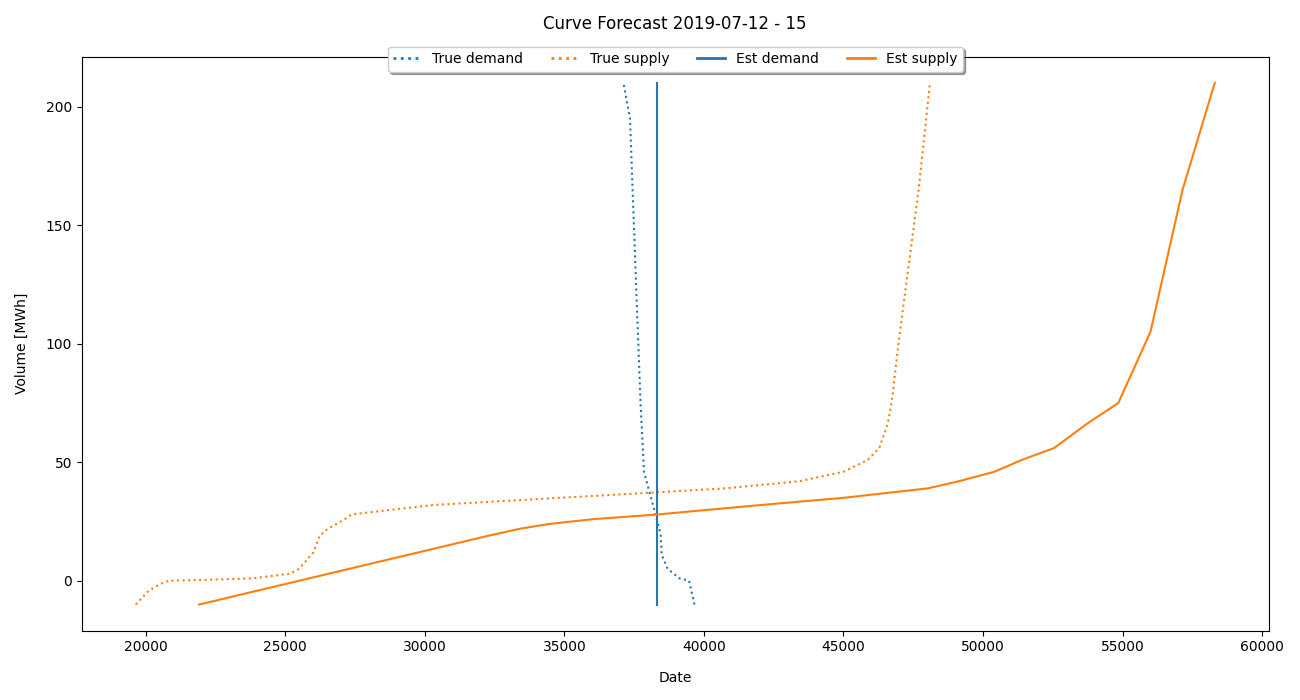 Curve Forecast 2019-07-12 - 15
True demand True supply Est demand Est supply
Volume [MWh]
200
150
100
50
0
20000 25000 30000 35000 40000 45000 50000 55000 60000
Date